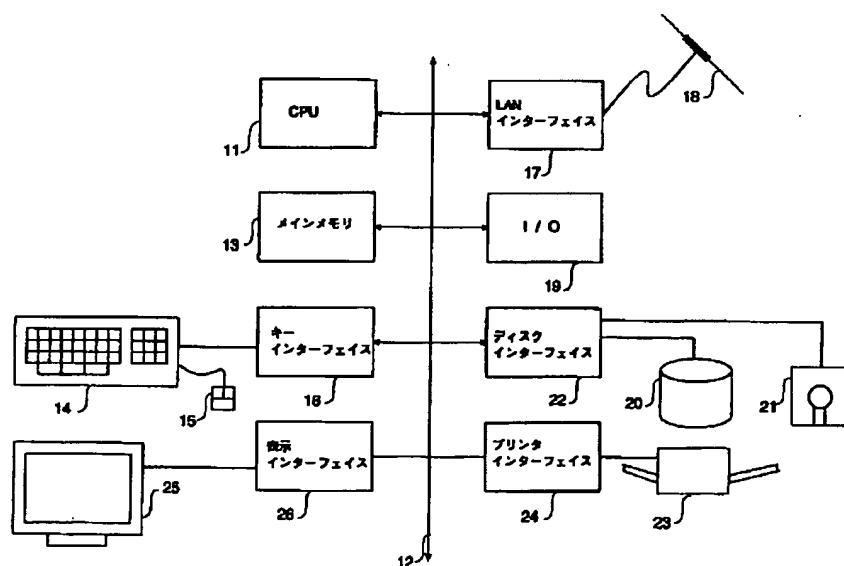 CPU
11
LAN
インターフェイス
17
18
メインメモリ
13
I/O
19
キー
インターフェイス
16
14
15
ディスク
インターフェイス
22
20
21
表示
インターフェイス
26
25
プリンタ
インターフェイス
24
23
12